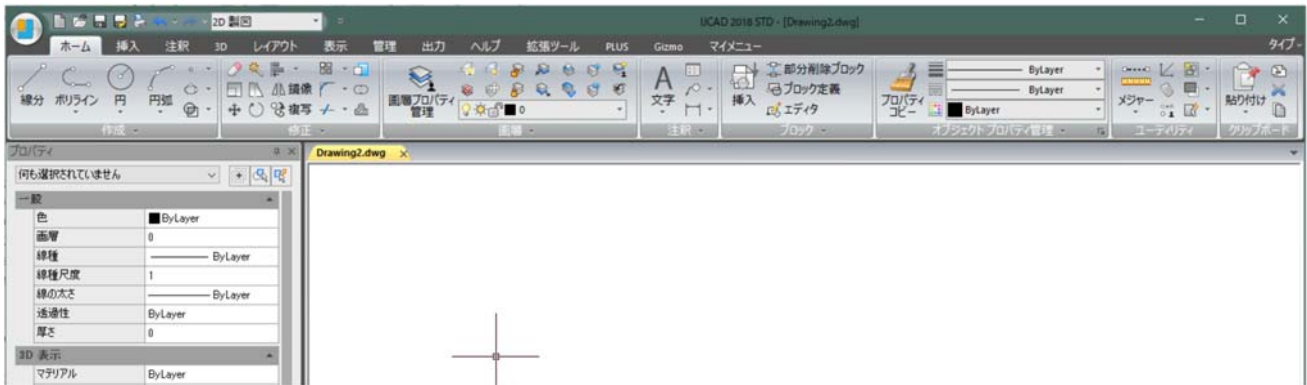 2D 製図
IJCAD 2018 STD - [Drawing2.dwg]
ホーム 挿入 注釈 3D レイアウト 表示 管理 出力 ヘルプ 拡張ツール PLUS Gizmo マイメニュー タイプ
線分 ポリライン 円 円弧 鏡像 複写 画層プロパティ管理 0 文字 挿入 部分削除ブロック ブロック定義 エディタ プロパティコピー ByLayer ByLayer ByLayer メジャー 貼り付け
作成 修正 画層 注釈 ブロック オブジェクトプロパティ管理 ユーティリティ クリップボード
プロパティ
Drawing2.dwg
何も選択されていません
一般
色 ByLayer
画層 0
線種 ByLayer
線種尺度 1
線の太さ ByLayer
透過性 ByLayer
厚さ 0
3D 表示
マテリアル ByLayer